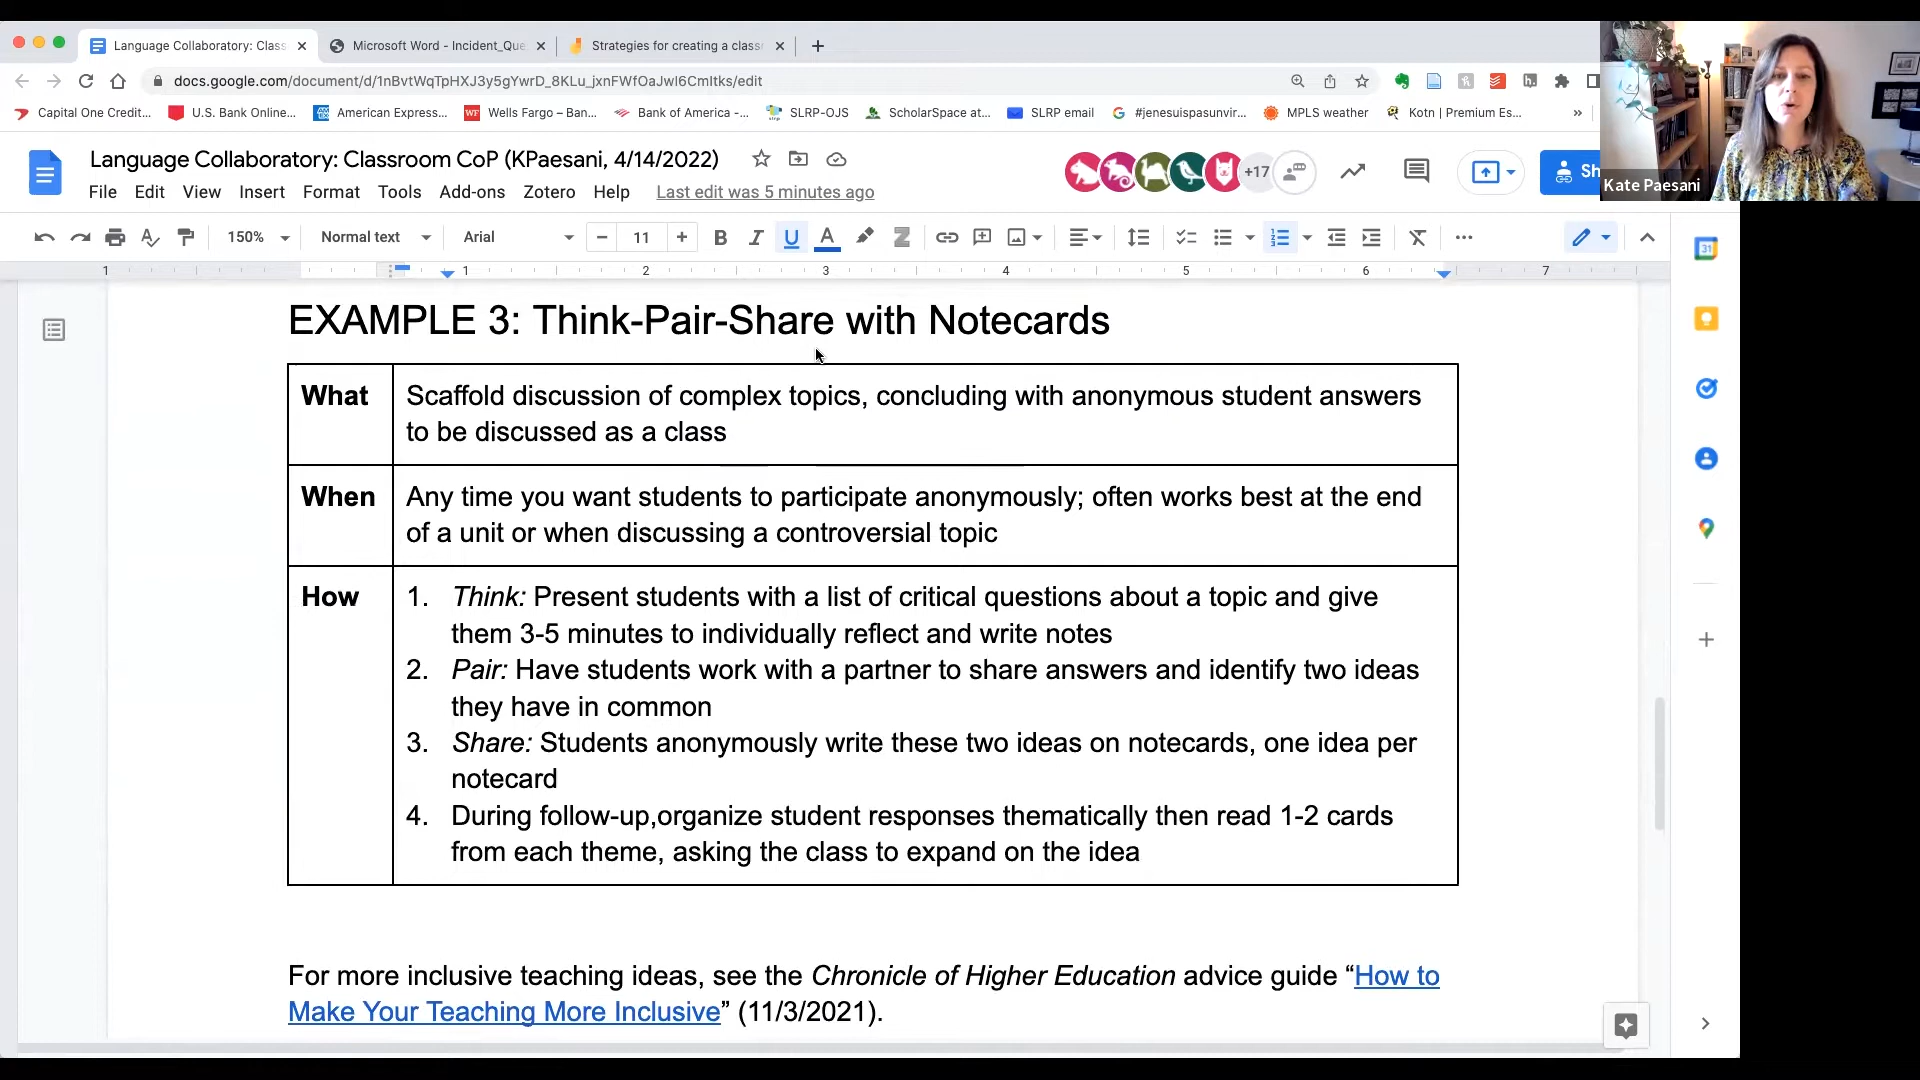 Language Collaboratory: Class
Microsoft Word - Incident_Que
Strategies for creating a class
docs.google.com/document/d/1nBvtWqTpHXJ3y5gYwrD_8KLu_jxnFWfOaJwI6CmItks/edit
Capital One Credit...
U.S. Bank Online...
American Express...
Wells Fargo – Ban...
Bank of America -...
SLRP-OJS
ScholarSpace at...
SLRP email
#jenesuispasunvir...
MPLS weather
Kotn | Premium Es...
Language Collaboratory: Classroom CoP (KPaesani, 4/14/2022)
+17
Sh
Kate Paesani
File Edit View Insert Format Tools Add-ons Zotero Help Last edit was 5 minutes ago
150% Normal text Arial 11
1 1 2 3 4 5 6 7
EXAMPLE 3: Think-Pair-Share with Notecards
What
Scaffold discussion of complex topics, concluding with anonymous student answers
to be discussed as a class
When
Any time you want students to participate anonymously; often works best at the end
of a unit or when discussing a controversial topic
How
1. Think: Present students with a list of critical questions about a topic and give
them 3-5 minutes to individually reflect and write notes
2. Pair: Have students work with a partner to share answers and identify two ideas
they have in common
3. Share: Students anonymously write these two ideas on notecards, one idea per
notecard
4. During follow-up,organize student responses thematically then read 1-2 cards
from each theme, asking the class to expand on the idea
For more inclusive teaching ideas, see the Chronicle of Higher Education advice guide “How to
Make Your Teaching More Inclusive” (11/3/2021).